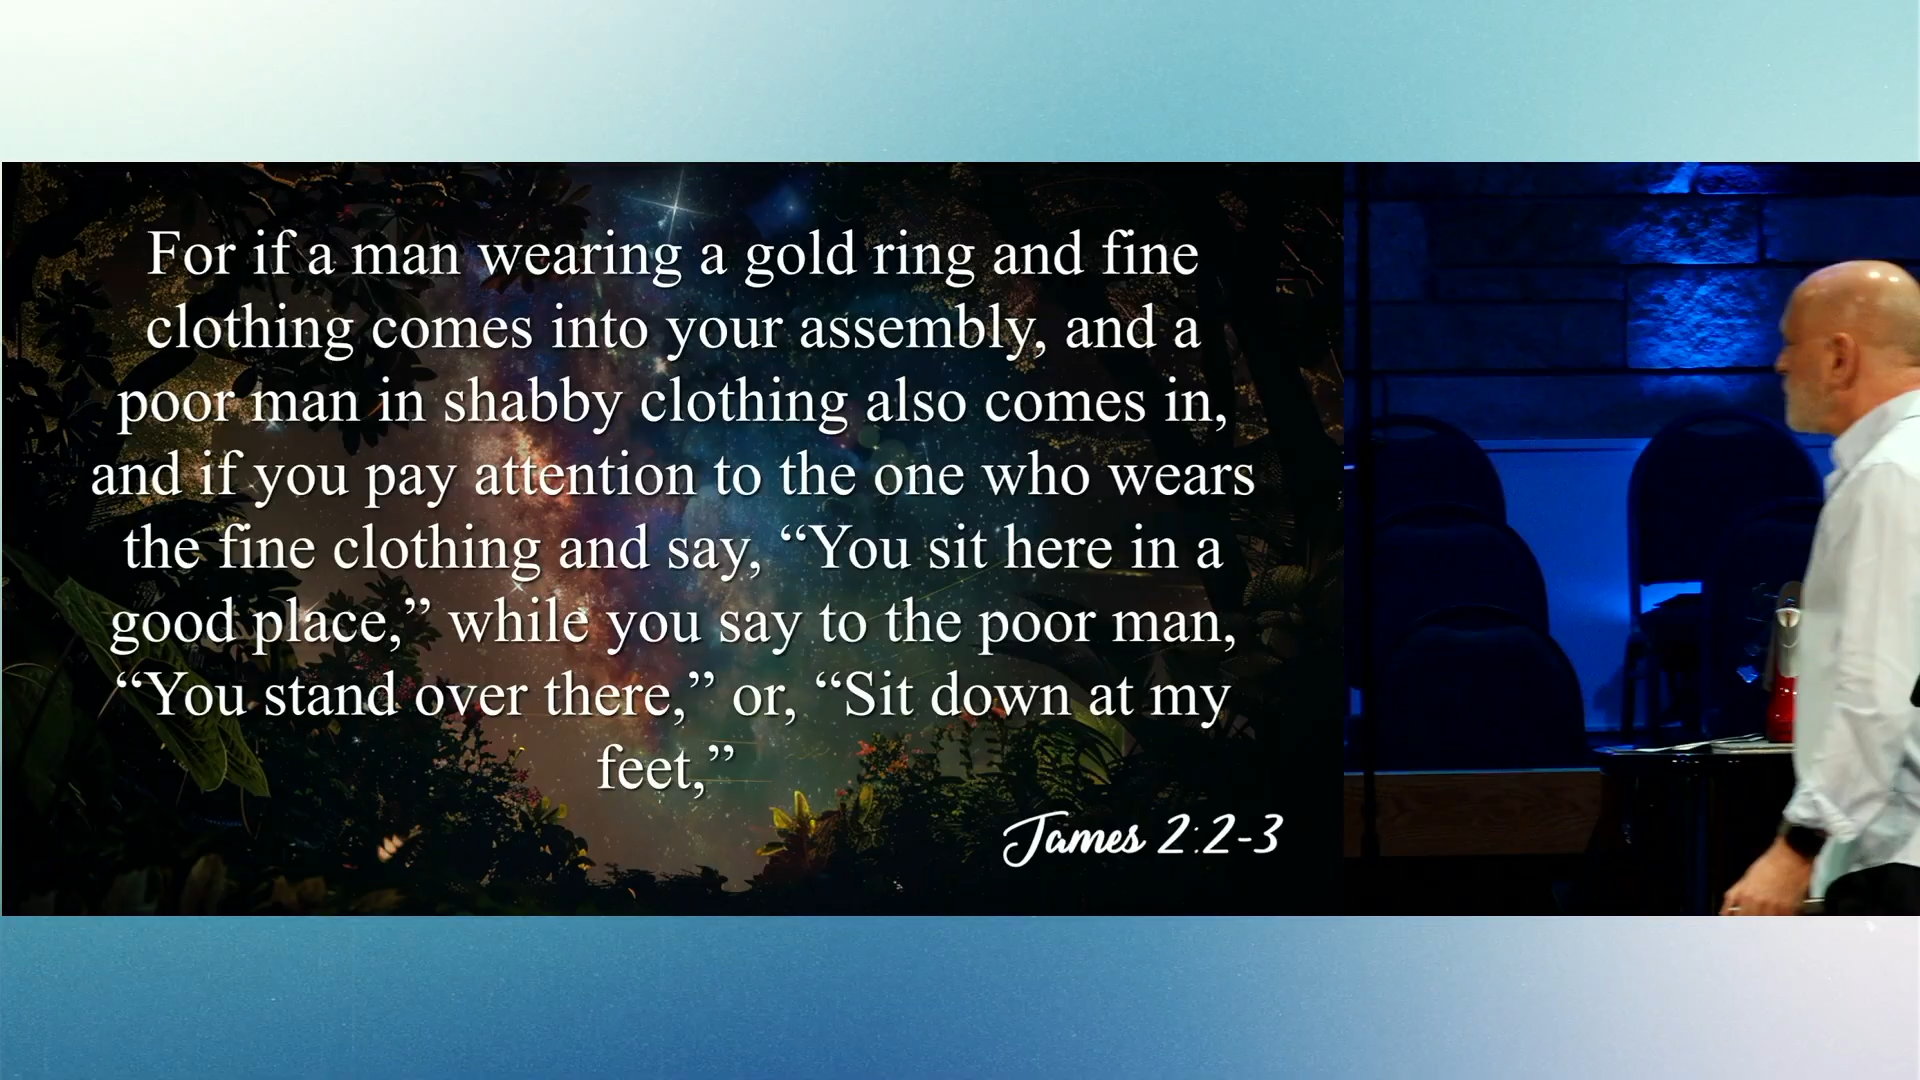 For if a man wearing a gold ring and fine
clothing comes into your assembly, and a
poor man in shabby clothing also comes in,
and if you pay attention to the one who wears
the fine clothing and say, “You sit here in a
good place,” while you say to the poor man,
“You stand over there,” or, “Sit down at my
feet,”
James 2:2-3